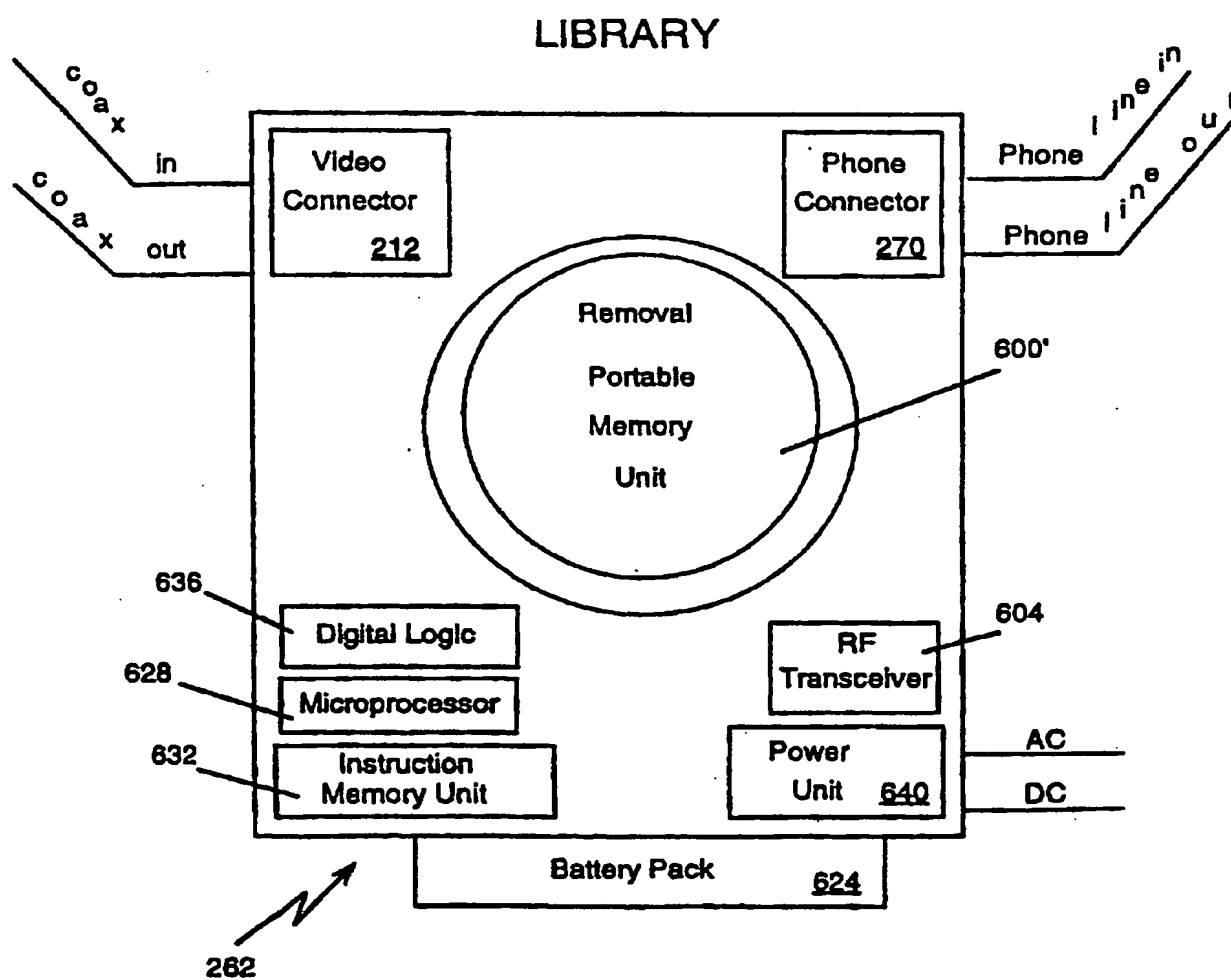 LIBRARY
coax in
coax out
Video
Connector
212
Phone
Connector
270
Phone line in
Phone line out
Removal
Portable
Memory
Unit
600'
636
Digital Logic
628
Microprocessor
632
Instruction
Memory Unit
604
RF
Transceiver
Power
Unit 640
AC
DC
Battery Pack 624
262